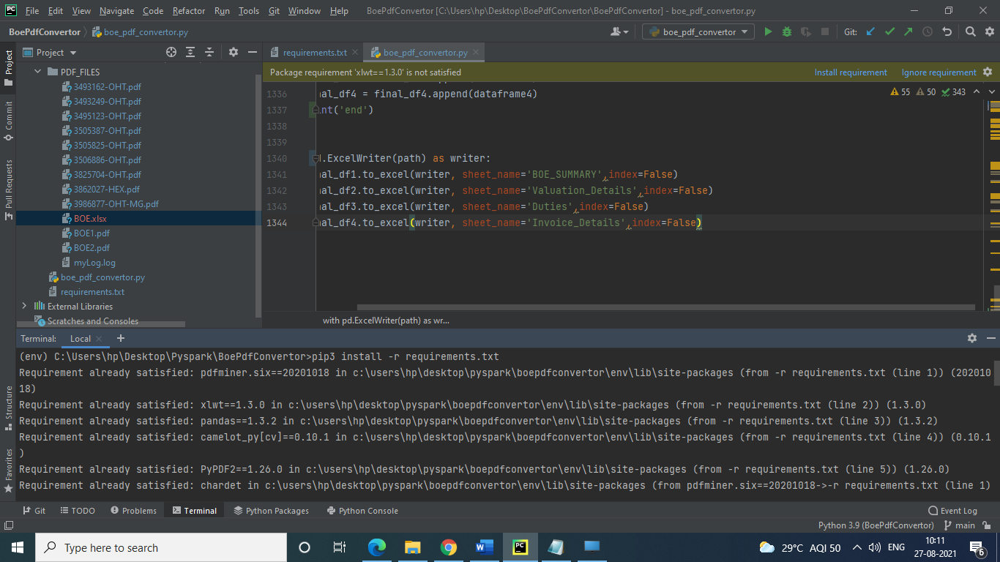 PC File Edit View Navigate Code Refactor Run Tools Git Window Help BoePdfConvertor [C:\Users\hp\Desktop\BoePdfConvertor\BoePdfConvertor] - boe_pdf_convertor.py
BoePdfConvertor boe_pdf_convertor.py boe_pdf_convertor Git:
Project Project requirements.txt boe_pdf_convertor.py
Package requirement 'xlwt==1.3.0' is not satisfied Install requirement Ignore requirement
PDF_FILES
3493162-OHT.pdf
3493249-OHT.pdf
3495123-OHT.pdf
3505387-OHT.pdf
3505825-OHT.pdf
3506886-OHT.pdf
3825704-OHT.pdf
3862027-HEX.pdf
3986877-OHT-MG.pdf
BOE.xlsx
BOE1.pdf
BOE2.pdf
myLog.log
boe_pdf_convertor.py
requirements.txt
External Libraries
Scratches and Consoles
Commit
Pull Requests
55 50 343
1336 nal_df4 = final_df4.append(dataframe4)
1337 int('end')
1338
1339
1340 d.ExcelWriter(path) as writer:
1341 nal_df1.to_excel(writer, sheet_name='BOE_SUMMARY',index=False)
1342 nal_df2.to_excel(writer, sheet_name='Valuation_Details',index=False)
1343 nal_df3.to_excel(writer, sheet_name='Duties',index=False)
1344 nal_df4.to_excel(writer, sheet_name='Invoice_Details',index=False)
with pd.ExcelWriter(path) as wr...
Terminal: Local
(env) C:\Users\hp\Desktop\Pyspark\BoePdfConvertor>pip3 install -r requirements.txt
Requirement already satisfied: pdfminer.six==20201018 in c:\users\hp\desktop\pyspark\boepdfconvertor\env\lib\site-packages (from -r requirements.txt (line 1)) (202010
18)
Requirement already satisfied: xlwt==1.3.0 in c:\users\hp\desktop\pyspark\boepdfconvertor\env\lib\site-packages (from -r requirements.txt (line 2)) (1.3.0)
Requirement already satisfied: pandas==1.3.2 in c:\users\hp\desktop\pyspark\boepdfconvertor\env\lib\site-packages (from -r requirements.txt (line 3)) (1.3.2)
Requirement already satisfied: camelot_py[cv]==0.10.1 in c:\users\hp\desktop\pyspark\boepdfconvertor\env\lib\site-packages (from -r requirements.txt (line 4)) (0.10.1
)
Requirement already satisfied: PyPDF2==1.26.0 in c:\users\hp\desktop\pyspark\boepdfconvertor\env\lib\site-packages (from -r requirements.txt (line 5)) (1.26.0)
Requirement already satisfied: chardet in c:\users\hp\desktop\pyspark\boepdfconvertor\env\lib\site-packages (from pdfminer.six==20201018->-r requirements.txt (line 1)
Structure
Favorites
Git TODO Problems Terminal Python Packages Python Console Event Log
Python 3.9 (BoePdfConvertor) main
Type here to search W PC 29°C AQI 50 ENG 10:11
27-08-2021 6